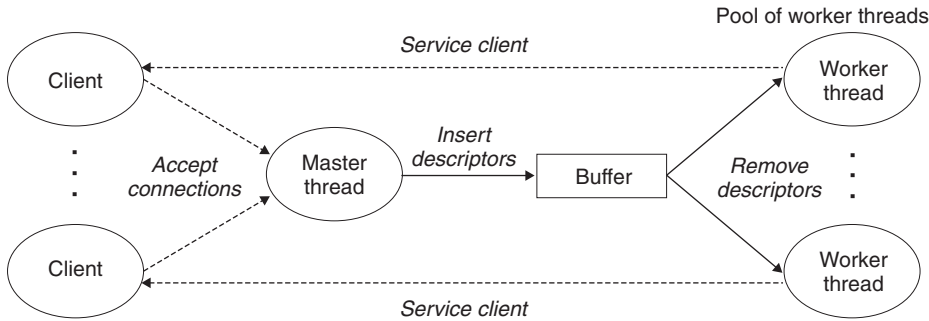 Pool of worker threads
Service client
Client
Worker
thread
Accept
connections
Master
thread
Insert
descriptors
Buffer
Remove
descriptors
Client
Worker
thread
Service client